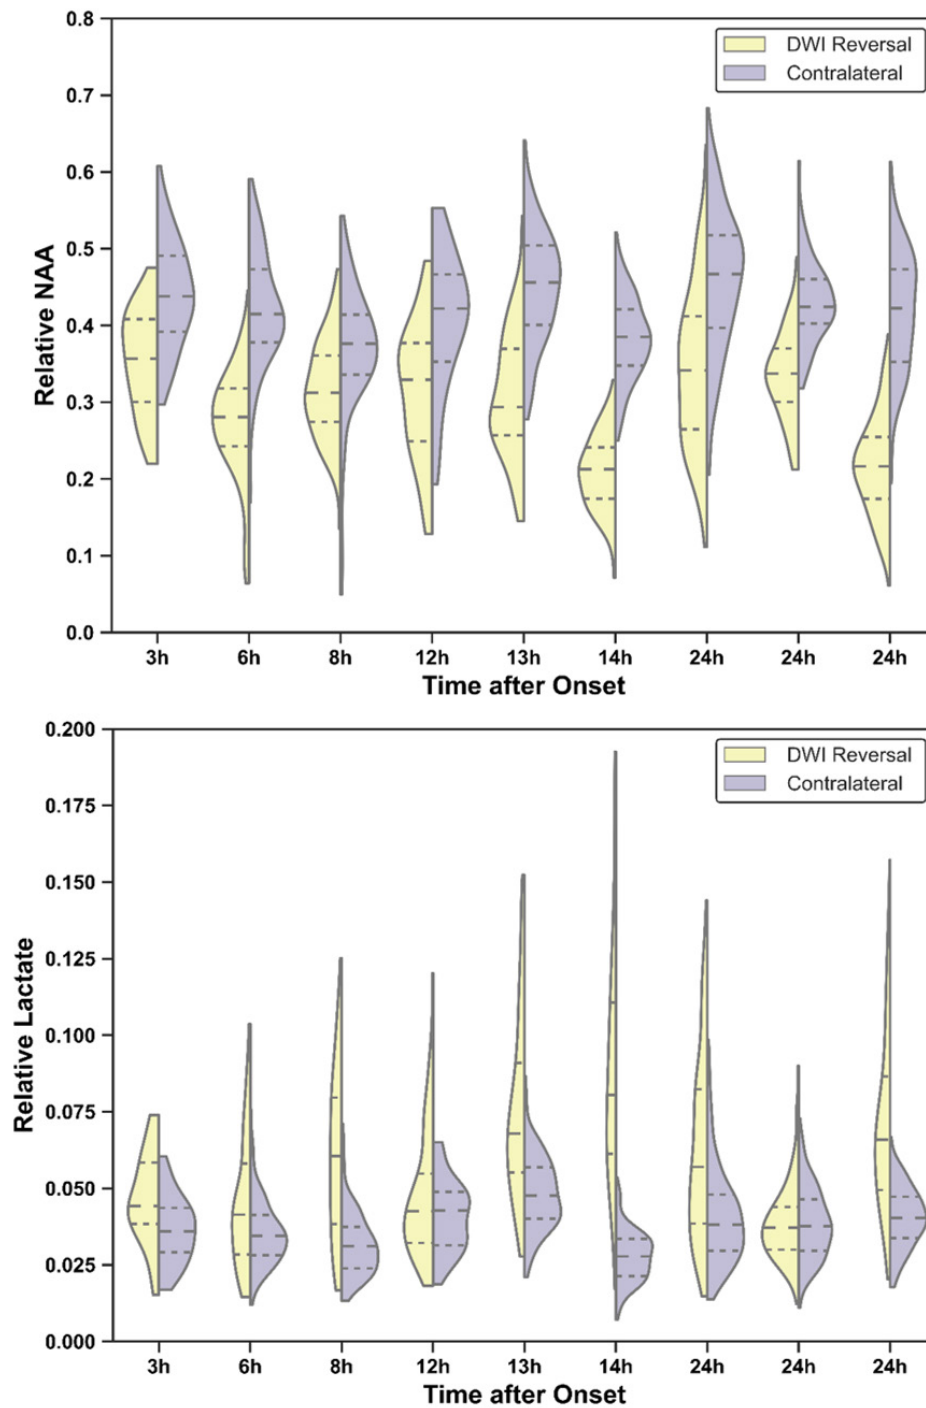 0.8
DWI Reversal
Contralateral
0.7
0.6
0.5
0.4
0.3
0.2
0.1
0.0
Relative NAA
3h 6h 8h 12h 13h 14h 24h 24h 24h
Time after Onset
0.200
DWI Reversal
Contralateral
0.175
0.150
0.125
0.100
0.075
0.050
0.025
0.000
Relative Lactate
3h 6h 8h 12h 13h 14h 24h 24h 24h
Time after Onset